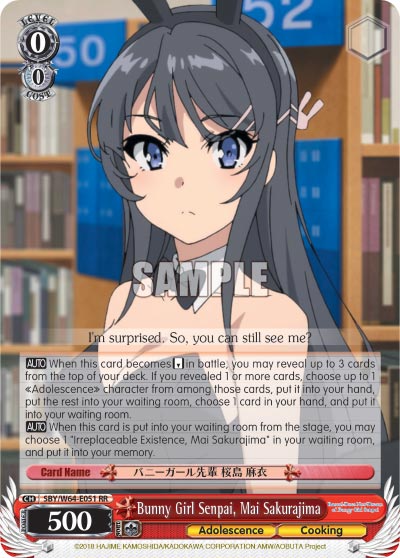 LEVEL
0
0
COST
50
52
SAMPLE
I'm surprised. So, you can still see me?
AUTO When this card becomes ▼ in battle, you may reveal up to 3 cards
from the top of your deck. If you revealed 1 or more cards, choose up to 1
«Adolescence» character from among those cards, put it into your hand,
put the rest into your waiting room, choose 1 card in your hand, and put it
into your waiting room.
AUTO When this card is put into your waiting room from the stage, you may
choose 1 "Irreplaceable Existence, Mai Sakurajima" in your waiting room,
and put it into your memory.
Card Name
バニーガール先輩 桜島 麻衣
CH SBY/W64-E051 RR
POWER
500
Bunny Girl Senpai, Mai Sakurajima
Adolescence
Cooking
©2018 HAJIME KAMOSHIDA/KADOKAWA CORPORATION AMW/AOBUTA Project